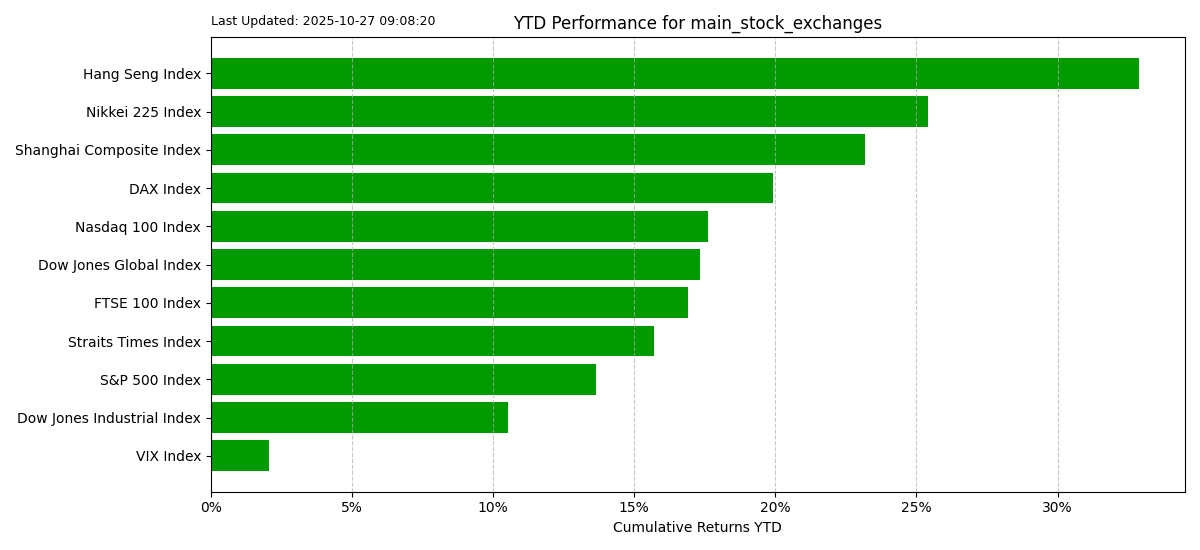 Last Updated: 2025-10-27 09:08:20
YTD Performance for main_stock_exchanges
Hang Seng Index
Nikkei 225 Index
Shanghai Composite Index
DAX Index
Nasdaq 100 Index
Dow Jones Global Index
FTSE 100 Index
Straits Times Index
S&P 500 Index
Dow Jones Industrial Index
VIX Index
0% 5% 10% 15% 20% 25% 30%
Cumulative Returns YTD